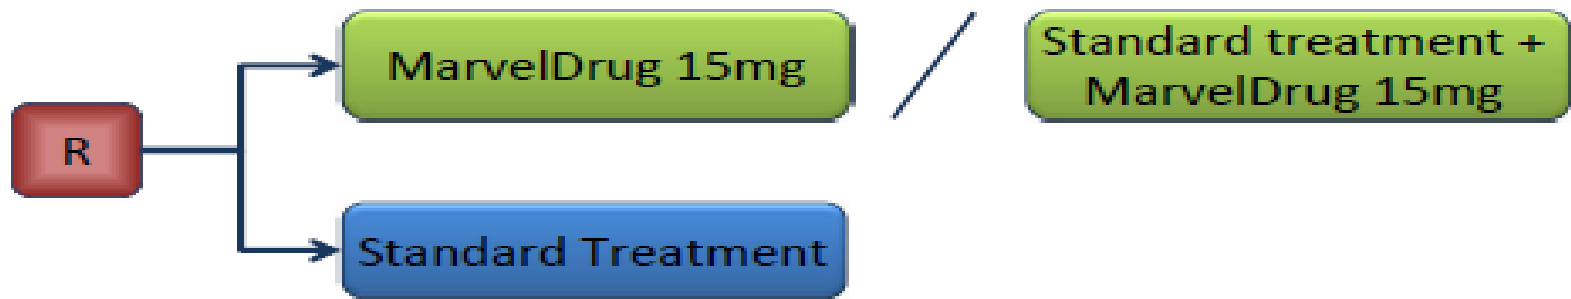 MarvelDrug 15mg
/
Standard treatment +
MarvelDrug 15mg
R
Standard Treatment